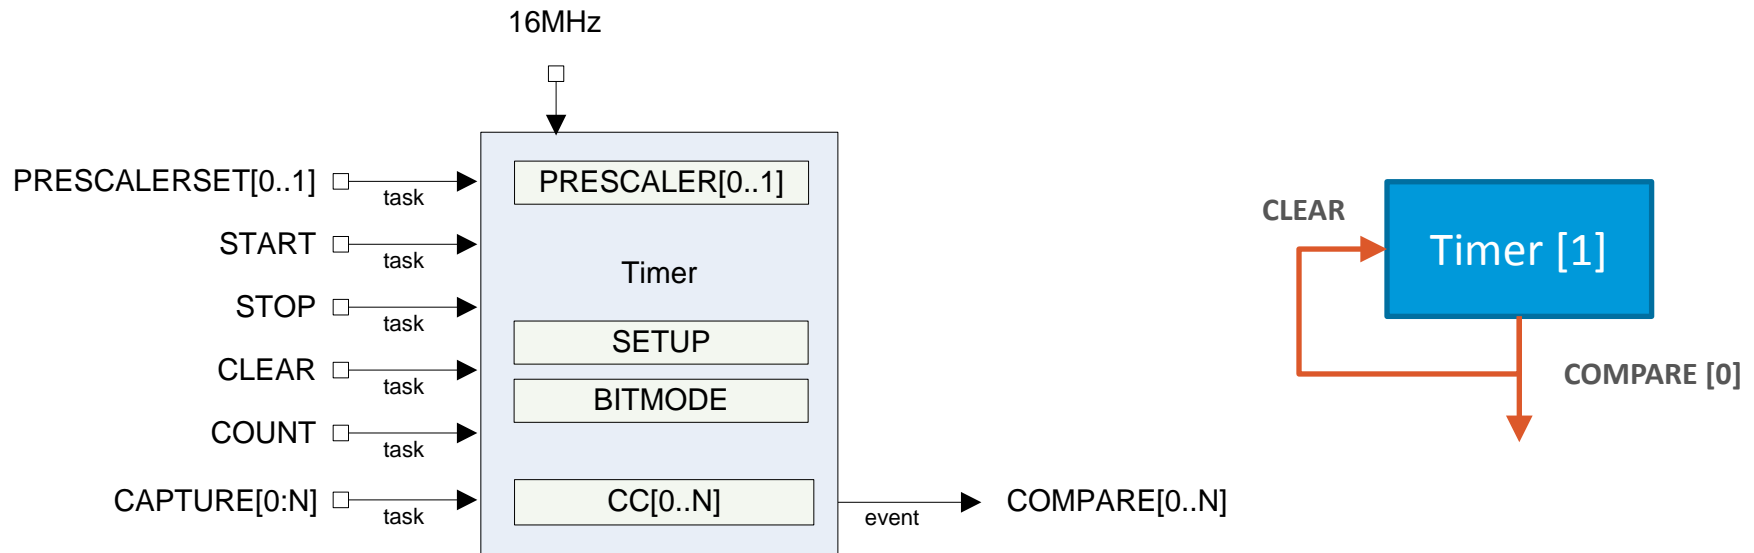 16MHz
PRESCALERSET[0..1]
task
PRESCALER[0..1]
START
task
Timer
STOP
task
SETUP
CLEAR
task
BITMODE
COUNT
task
CAPTURE[0:N]
task
CC[0..N]
event
COMPARE[0..N]
CLEAR
Timer [1]
COMPARE [0]